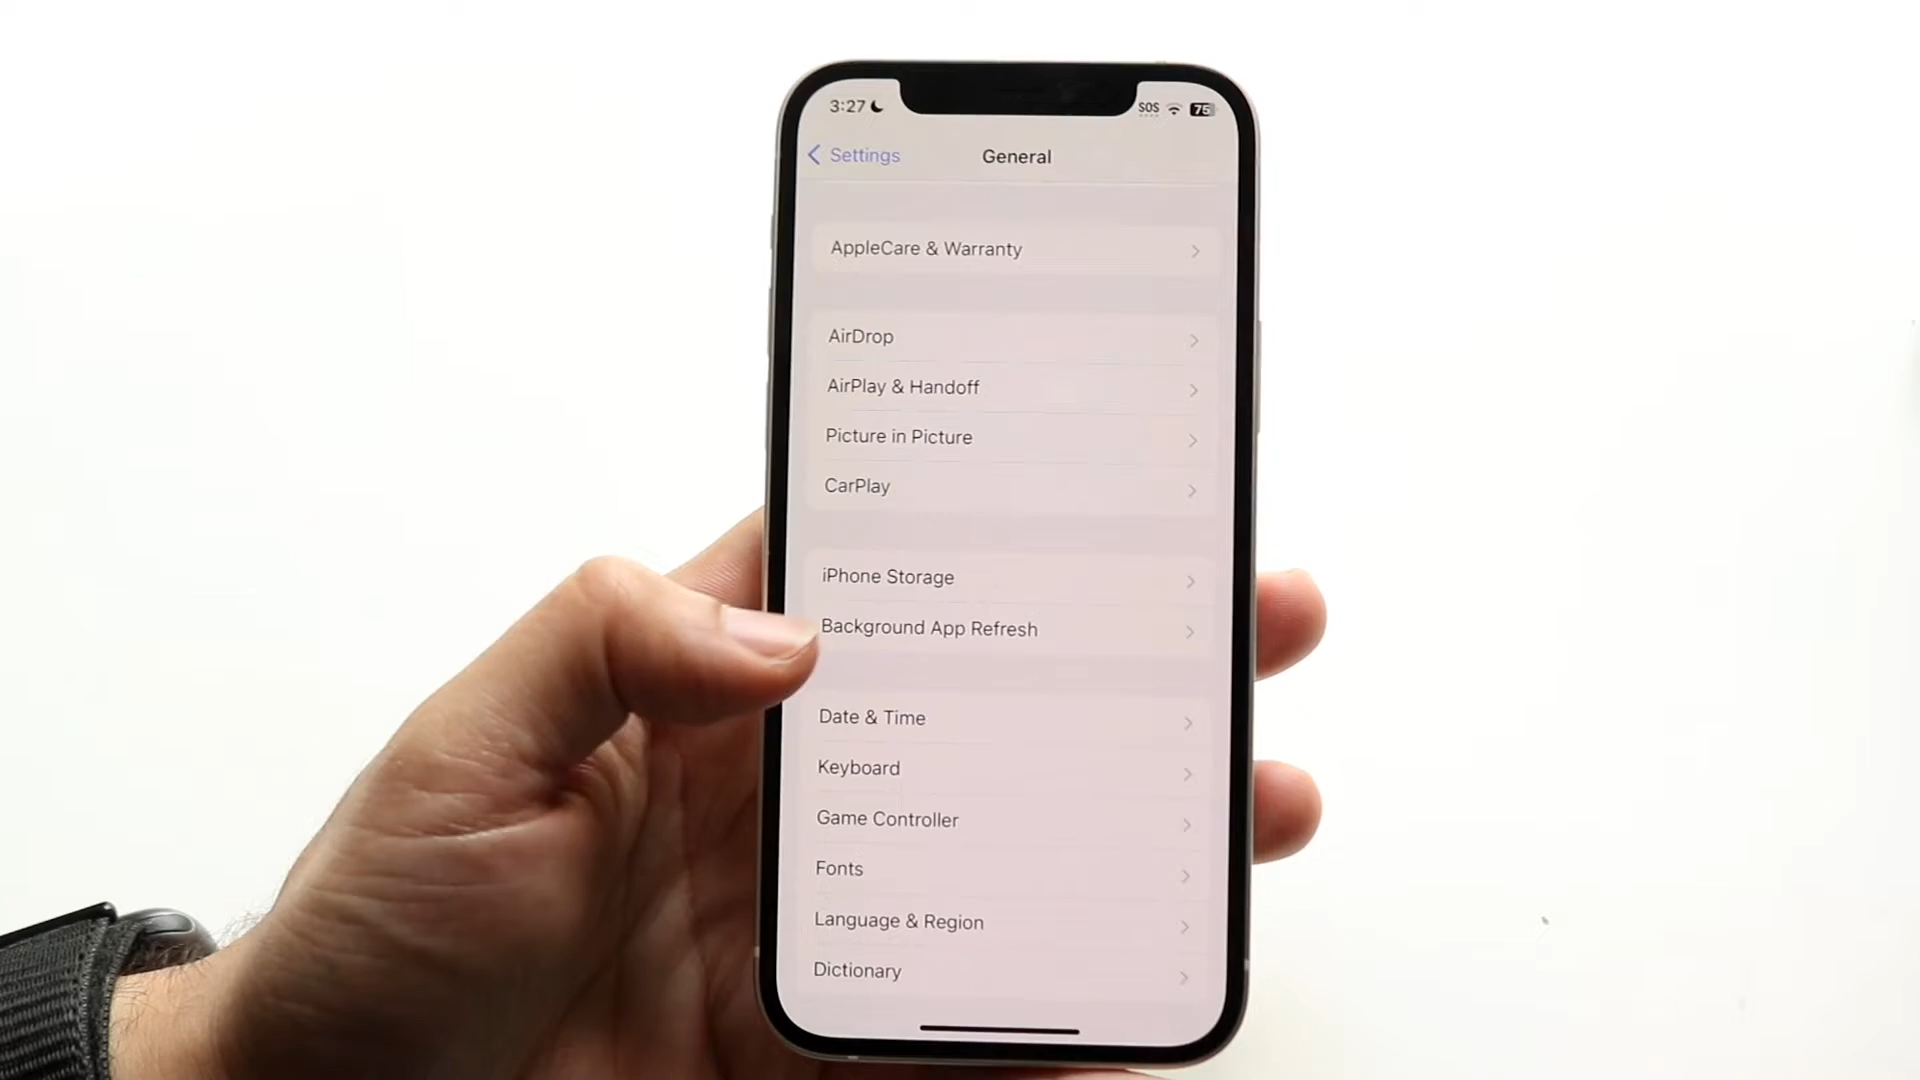 3:27
SOS
75
Settings
General
AppleCare & Warranty
AirDrop
AirPlay & Handoff
Picture in Picture
CarPlay
iPhone Storage
Background App Refresh
Date & Time
Keyboard
Game Controller
Fonts
Language & Region
Dictionary